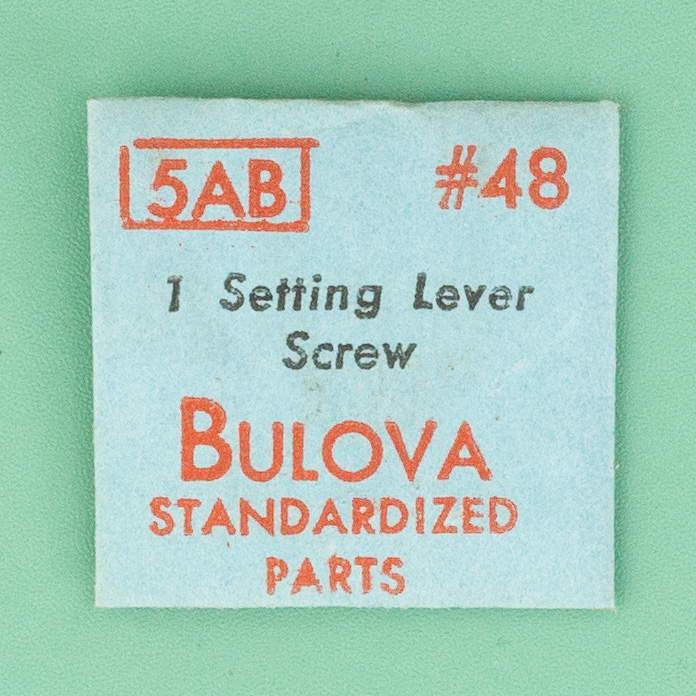 5AB #48
1 Setting Lever
Screw
BULOVA
STANDARDIZED
PARTS